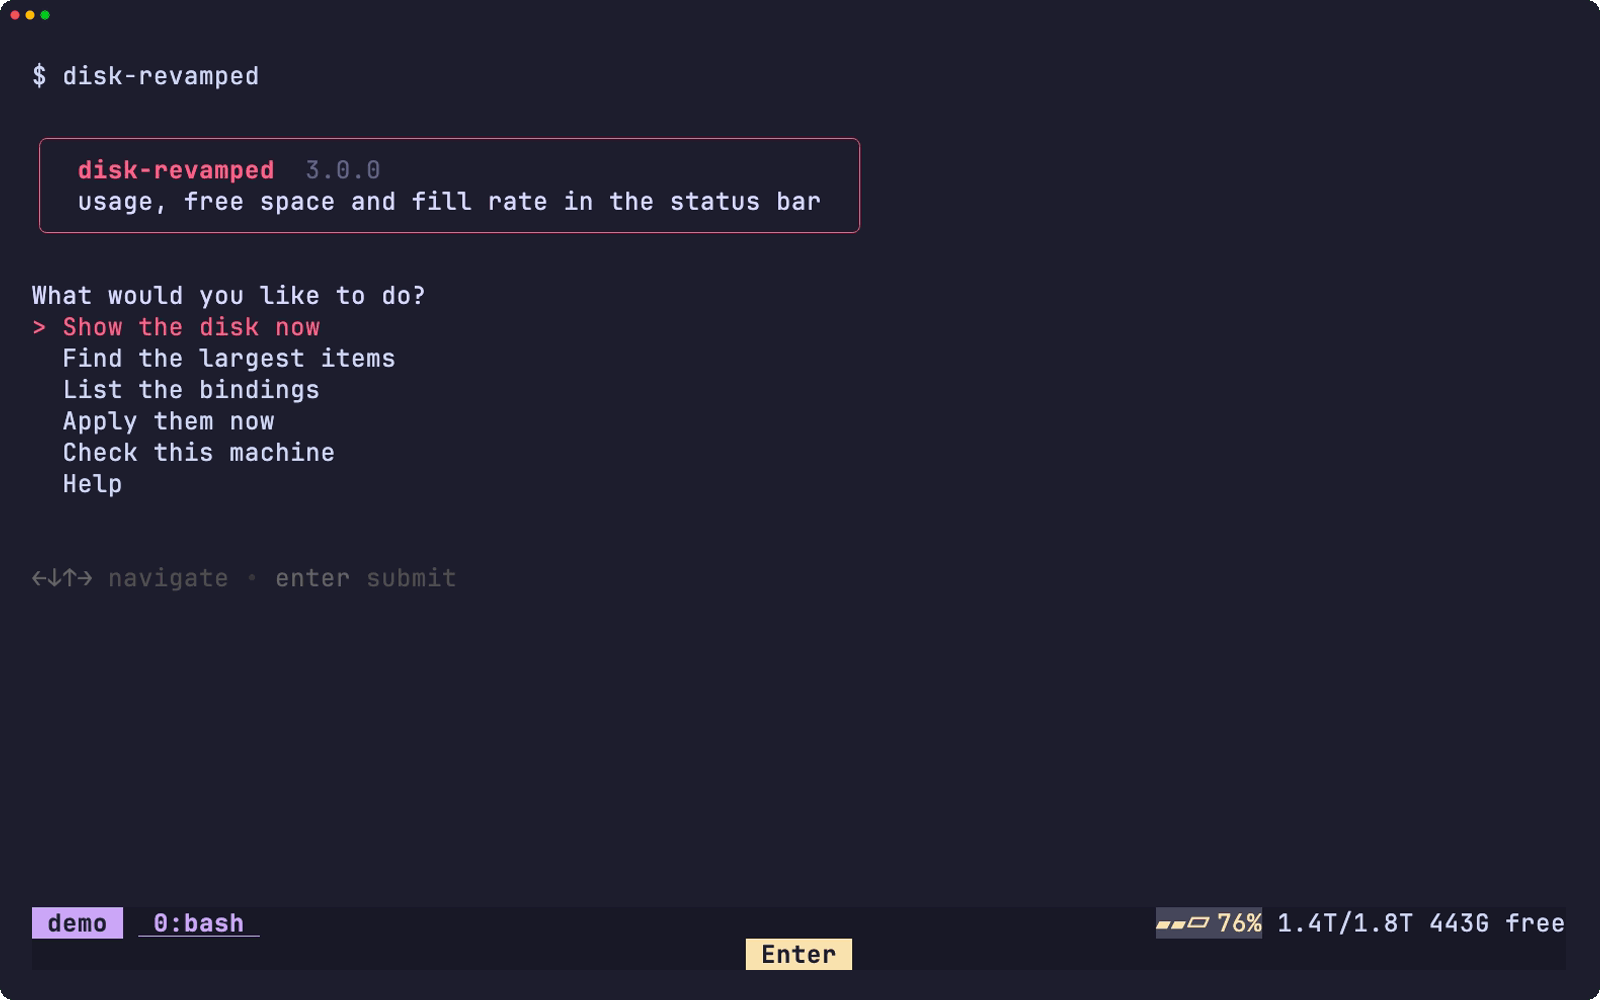 $ disk-revamped
disk-revamped 3.0.0
usage, free space and fill rate in the status bar
What would you like to do?
> Show the disk now
Find the largest items
List the bindings
Apply them now
Check this machine
Help
←↓↑→ navigate • enter submit
demo 0:bash ▰▰▱ 76% 1.4T/1.8T 443G free
Enter